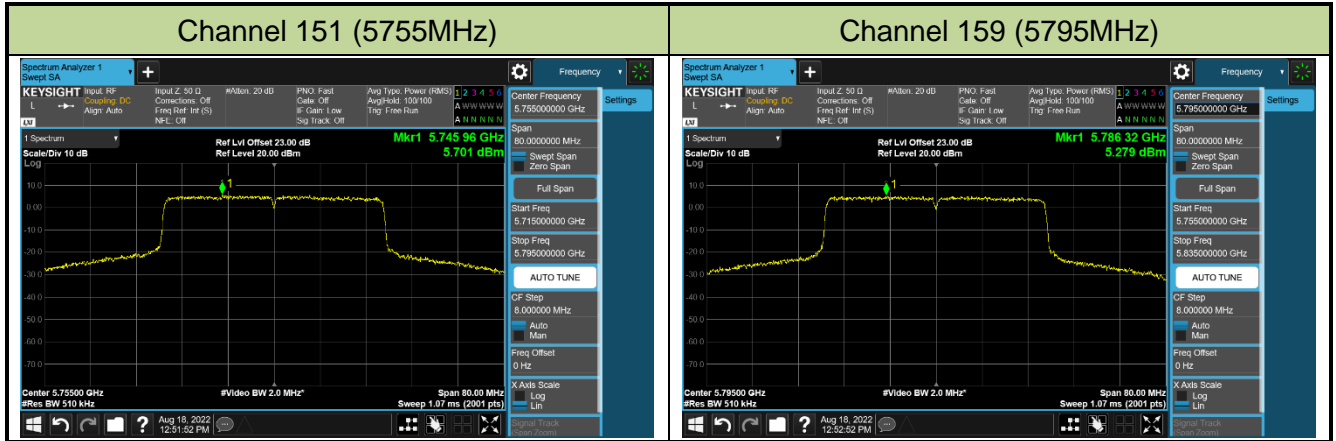 Channel 151 (5755MHz)
Channel 159 (5795MHz)
Spectrum Analyzer 1
Swept SA
+
Frequency
KEYSIGHT
L
LXI
Input: RF
Coupling: DC
Align: Auto
Input Z: 50 Ω
Corrections: Off
Freq Ref: Int (S)
NFE: Off
#Atten: 20 dB
PNO: Fast
Gate: Off
IF Gain: Low
Sig Track: Off
Avg Type: Power (RMS)
Avg|Hold: 100/100
Trig: Free Run
1 2 3 4 5 6
A W W W W W
A N N N N N
1 Spectrum
Scale/Div 10 dB
Log
Ref Lvl Offset 23.00 dB
Ref Level 20.00 dBm
Mkr1 5.745 96 GHz
5.701 dBm
1
10.0
0.00
-10.0
-20.0
-30.0
-40.0
-50.0
-60.0
-70.0
Center 5.75500 GHz
#Res BW 510 kHz
#Video BW 2.0 MHz*
Span 80.00 MHz
Sweep 1.07 ms (2001 pts)
Center Frequency
5.755000000 GHz
Settings
Span
80.0000000 MHz
Swept Span
Zero Span
Full Span
Start Freq
5.715000000 GHz
Stop Freq
5.795000000 GHz
AUTO TUNE
CF Step
8.000000 MHz
Auto
Man
Freq Offset
0 Hz
X Axis Scale
Log
Lin
Signal Track
(Span Zoom)
?
Aug 18, 2022
12:51:52 PM
Spectrum Analyzer 1
Swept SA
+
Frequency
KEYSIGHT
L
LXI
Input: RF
Coupling: DC
Align: Auto
Input Z: 50 Ω
Corrections: Off
Freq Ref: Int (S)
NFE: Off
#Atten: 20 dB
PNO: Fast
Gate: Off
IF Gain: Low
Sig Track: Off
Avg Type: Power (RMS)
Avg|Hold: 100/100
Trig: Free Run
1 2 3 4 5 6
A W W W W W
A N N N N N
1 Spectrum
Scale/Div 10 dB
Log
Ref Lvl Offset 23.00 dB
Ref Level 20.00 dBm
Mkr1 5.786 32 GHz
5.279 dBm
1
10.0
0.00
-10.0
-20.0
-30.0
-40.0
-50.0
-60.0
-70.0
Center 5.79500 GHz
#Res BW 510 kHz
#Video BW 2.0 MHz*
Span 80.00 MHz
Sweep 1.07 ms (2001 pts)
Center Frequency
5.795000000 GHz
Settings
Span
80.0000000 MHz
Swept Span
Zero Span
Full Span
Start Freq
5.755000000 GHz
Stop Freq
5.835000000 GHz
AUTO TUNE
CF Step
8.000000 MHz
Auto
Man
Freq Offset
0 Hz
X Axis Scale
Log
Lin
Signal Track
(Span Zoom)
?
Aug 18, 2022
12:52:52 PM